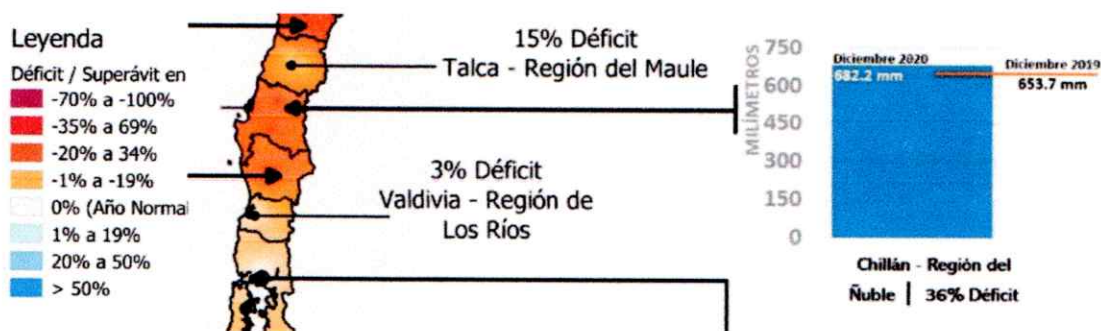 Leyenda
Déficit / Superávit en
-70% a -100%
-35% a 69%
-20% a 34%
-1% a -19%
0% (Año Normal
1% a 19%
20% a 50%
> 50%
15% Déficit
Talca - Región del Maule
3% Déficit
Valdivia - Región de
Los Ríos
MILÍMETROS
750
600
450
300
150
0
Diciembre 2020
682.2 mm
Diciembre 2019
653.7 mm
Chillán - Región del
Ñuble | 36% Déficit